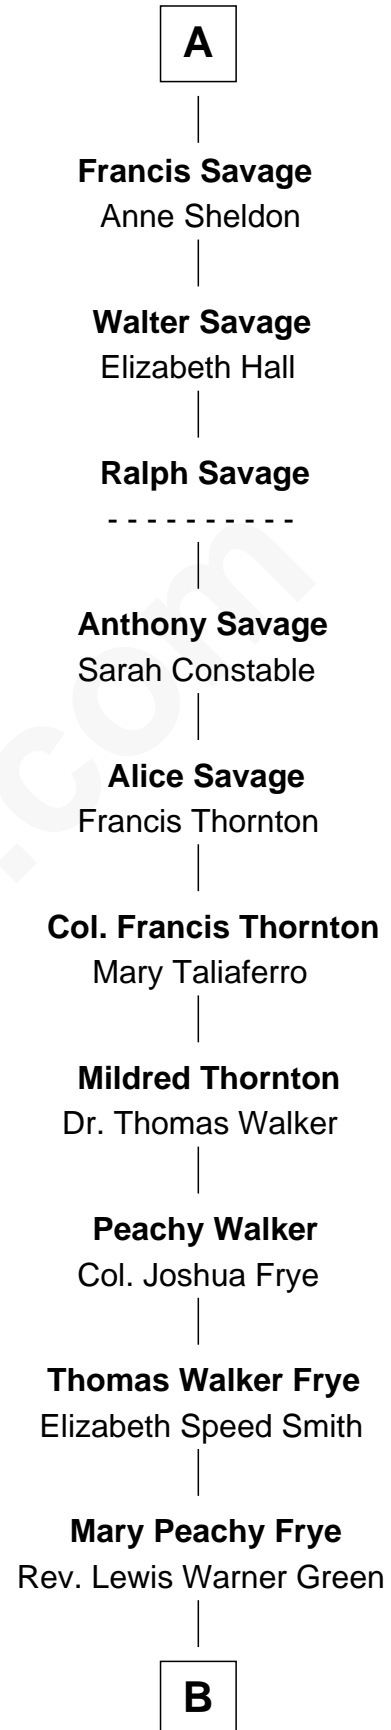 A
Francis Savage
Anne Sheldon
Walter Savage
Elizabeth Hall
Ralph Savage
- - - - - - - - - -
Anthony Savage
Sarah Constable
Alice Savage
Francis Thornton
Col. Francis Thornton
Mary Taliaferro
Mildred Thornton
Dr. Thomas Walker
Peachy Walker
Col. Joshua Frye
Thomas Walker Frye
Elizabeth Speed Smith
Mary Peachy Frye
Rev. Lewis Warner Green
B
.com